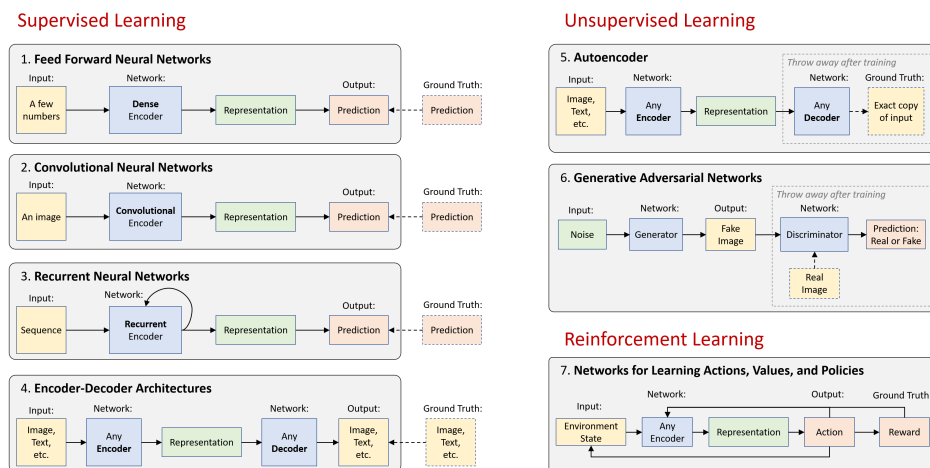 Supervised Learning
1. Feed Forward Neural Networks
Input:
Network:
Output:
Ground Truth:
A few
numbers
Dense
Encoder
Representation
Prediction
Prediction
2. Convolutional Neural Networks
Input:
Network:
Output:
Ground Truth:
An image
Convolutional
Encoder
Representation
Prediction
Prediction
3. Recurrent Neural Networks
Input:
Network:
Output:
Ground Truth:
Sequence
Recurrent
Encoder
Representation
Prediction
Prediction
4. Encoder-Decoder Architectures
Input:
Network:
Network:
Output:
Ground Truth:
Image,
Text,
etc.
Any
Encoder
Representation
Any
Decoder
Image,
Text,
etc.
Image,
Text,
etc.
Unsupervised Learning
5. Autoencoder
Throw away after training
Input:
Network:
Network:
Ground Truth:
Image,
Text,
etc.
Any
Encoder
Representation
Any
Decoder
Exact copy
of input
6. Generative Adversarial Networks
Throw away after training
Input:
Network:
Output:
Network:
Noise
Generator
Fake
Image
Discriminator
Prediction:
Real or Fake
Real
Image
Reinforcement Learning
7. Networks for Learning Actions, Values, and Policies
Input:
Network:
Output:
Ground Truth
Environment
State
Any
Encoder
Representation
Action
Reward